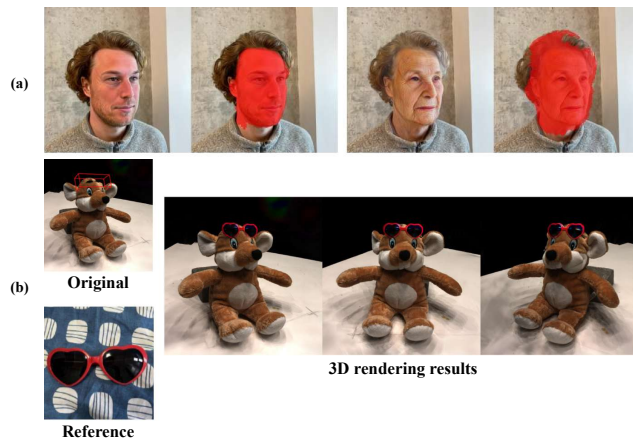 (a)
(b)
Original
Reference
3D rendering results